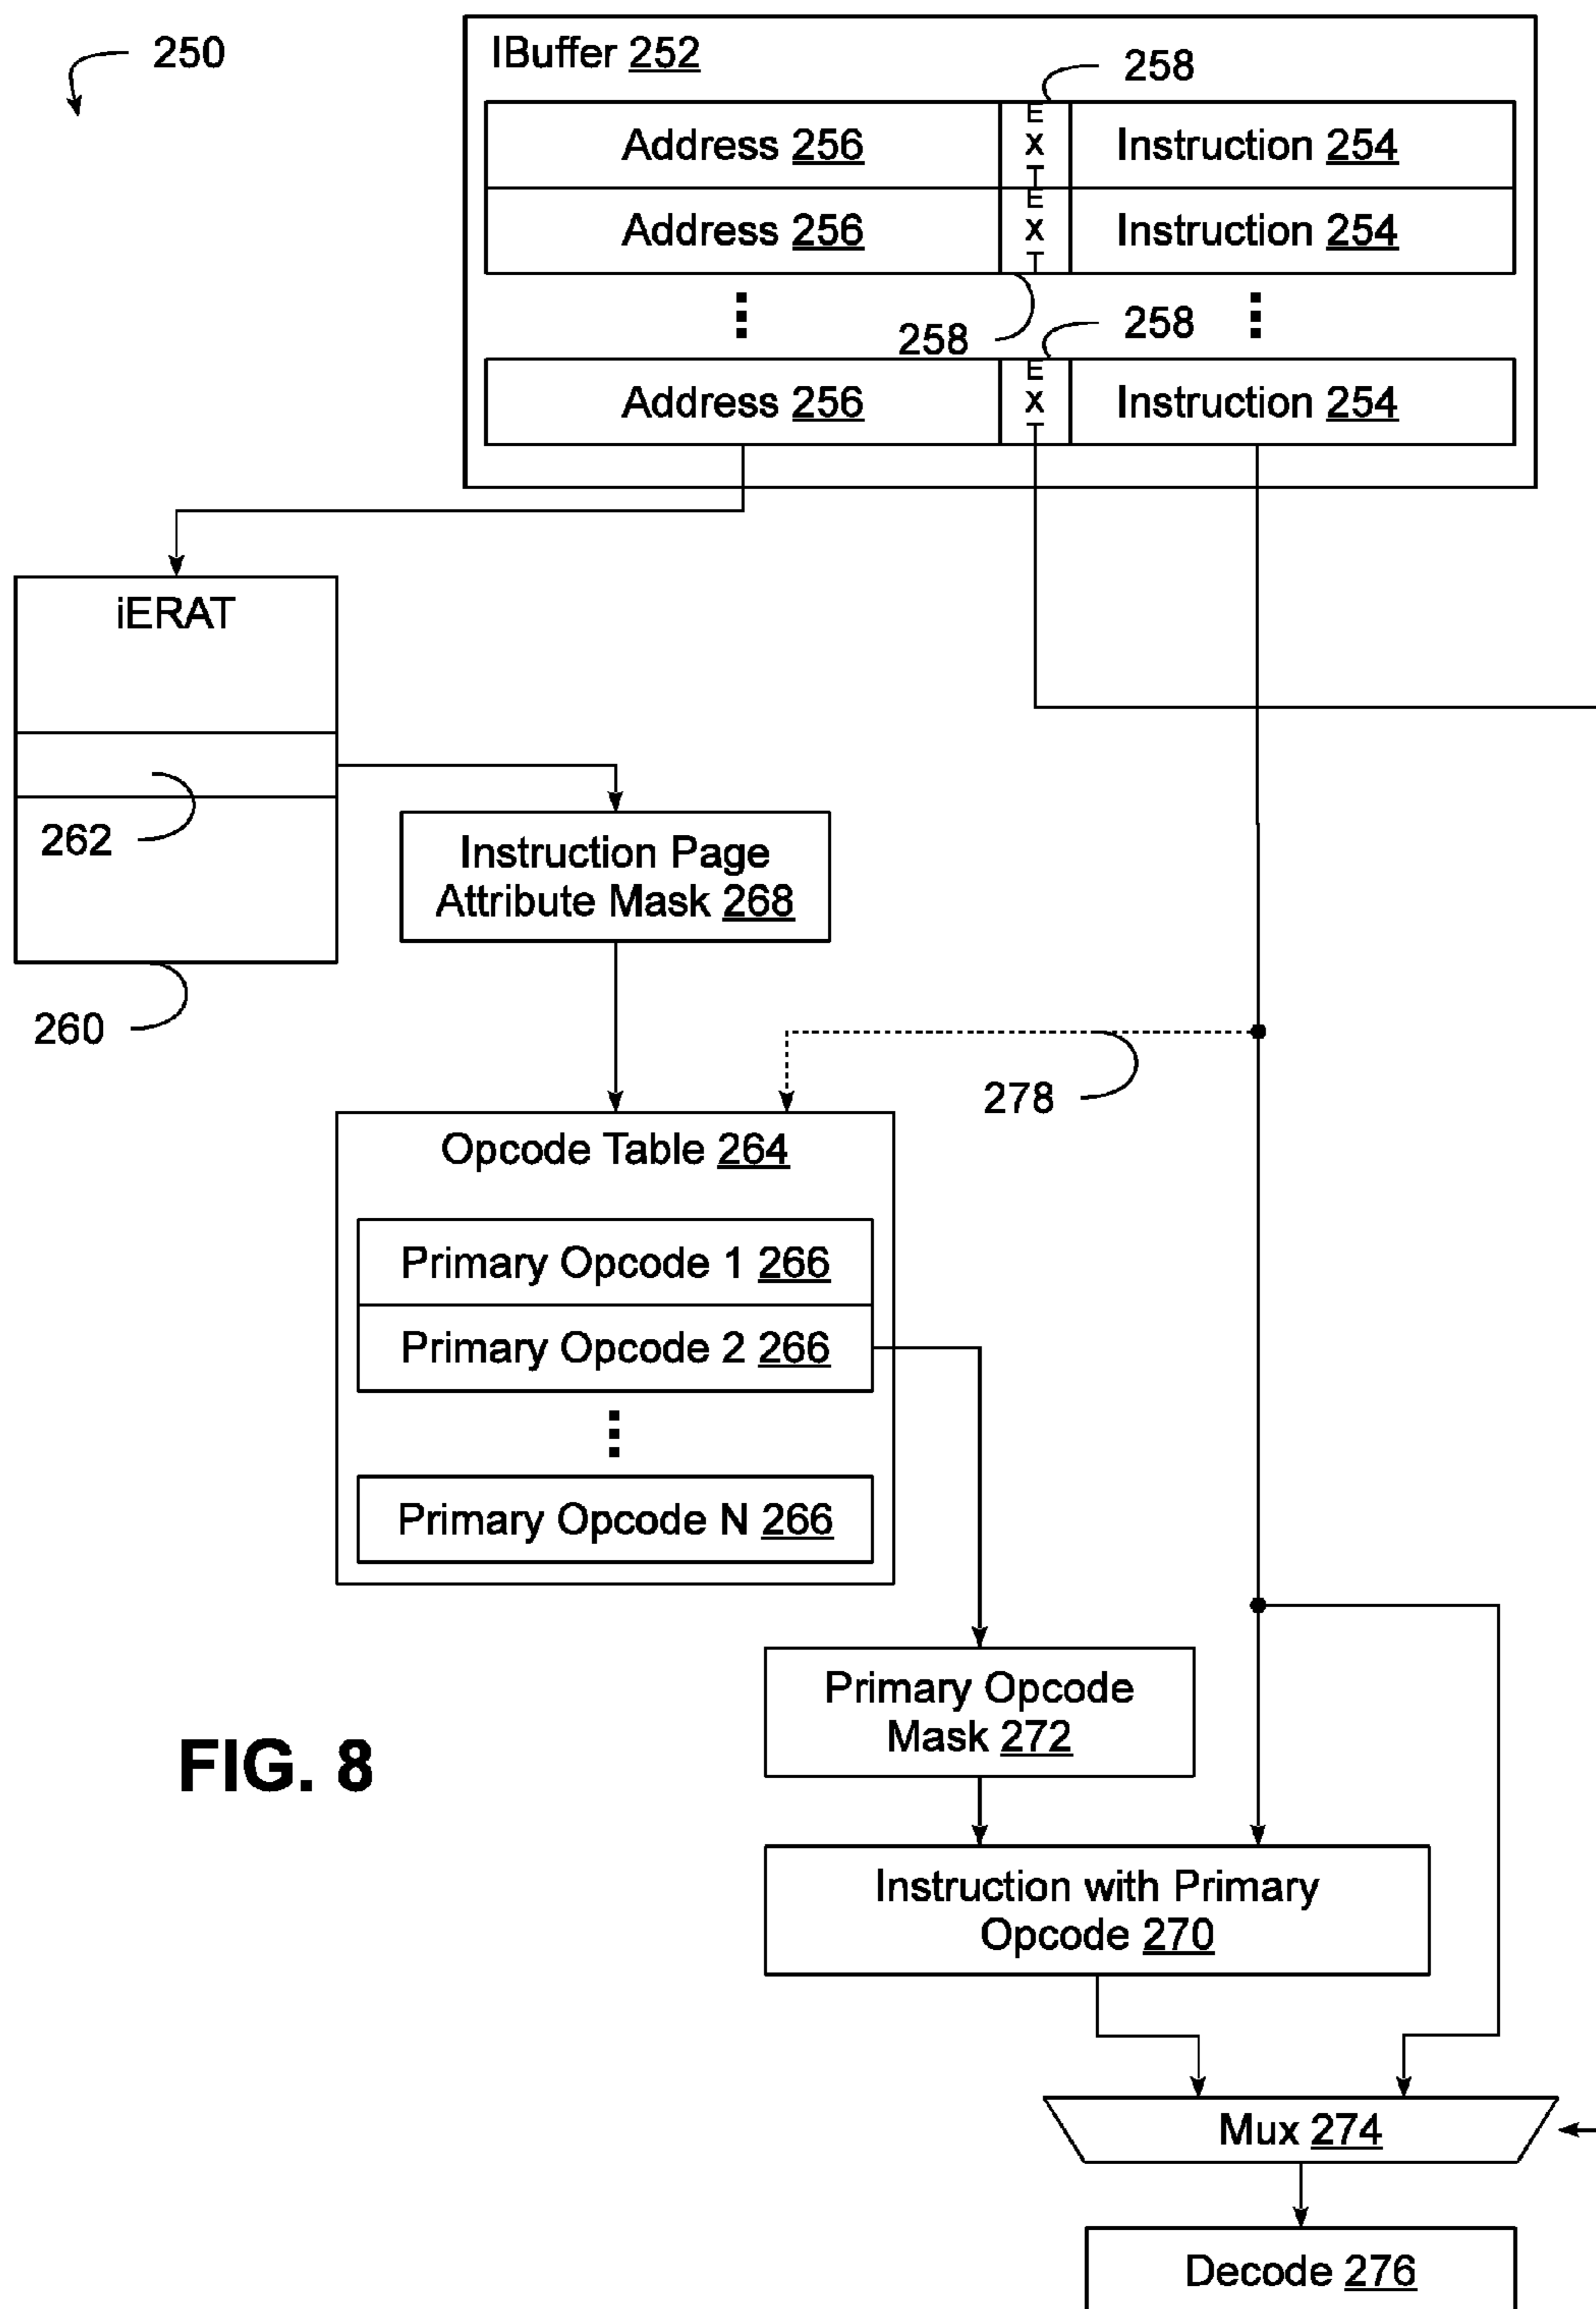 250
IBuffer 252
258
Address 256
EXT
Instruction 254
Address 256
EXT
Instruction 254
258
258
Address 256
EXT
Instruction 254
iERAT
262
Instruction Page
Attribute Mask 268
260
278
Opcode Table 264
Primary Opcode 1 266
Primary Opcode 2 266
Primary Opcode N 266
Primary Opcode
Mask 272
FIG. 8
Instruction with Primary
Opcode 270
Mux 274
Decode 276